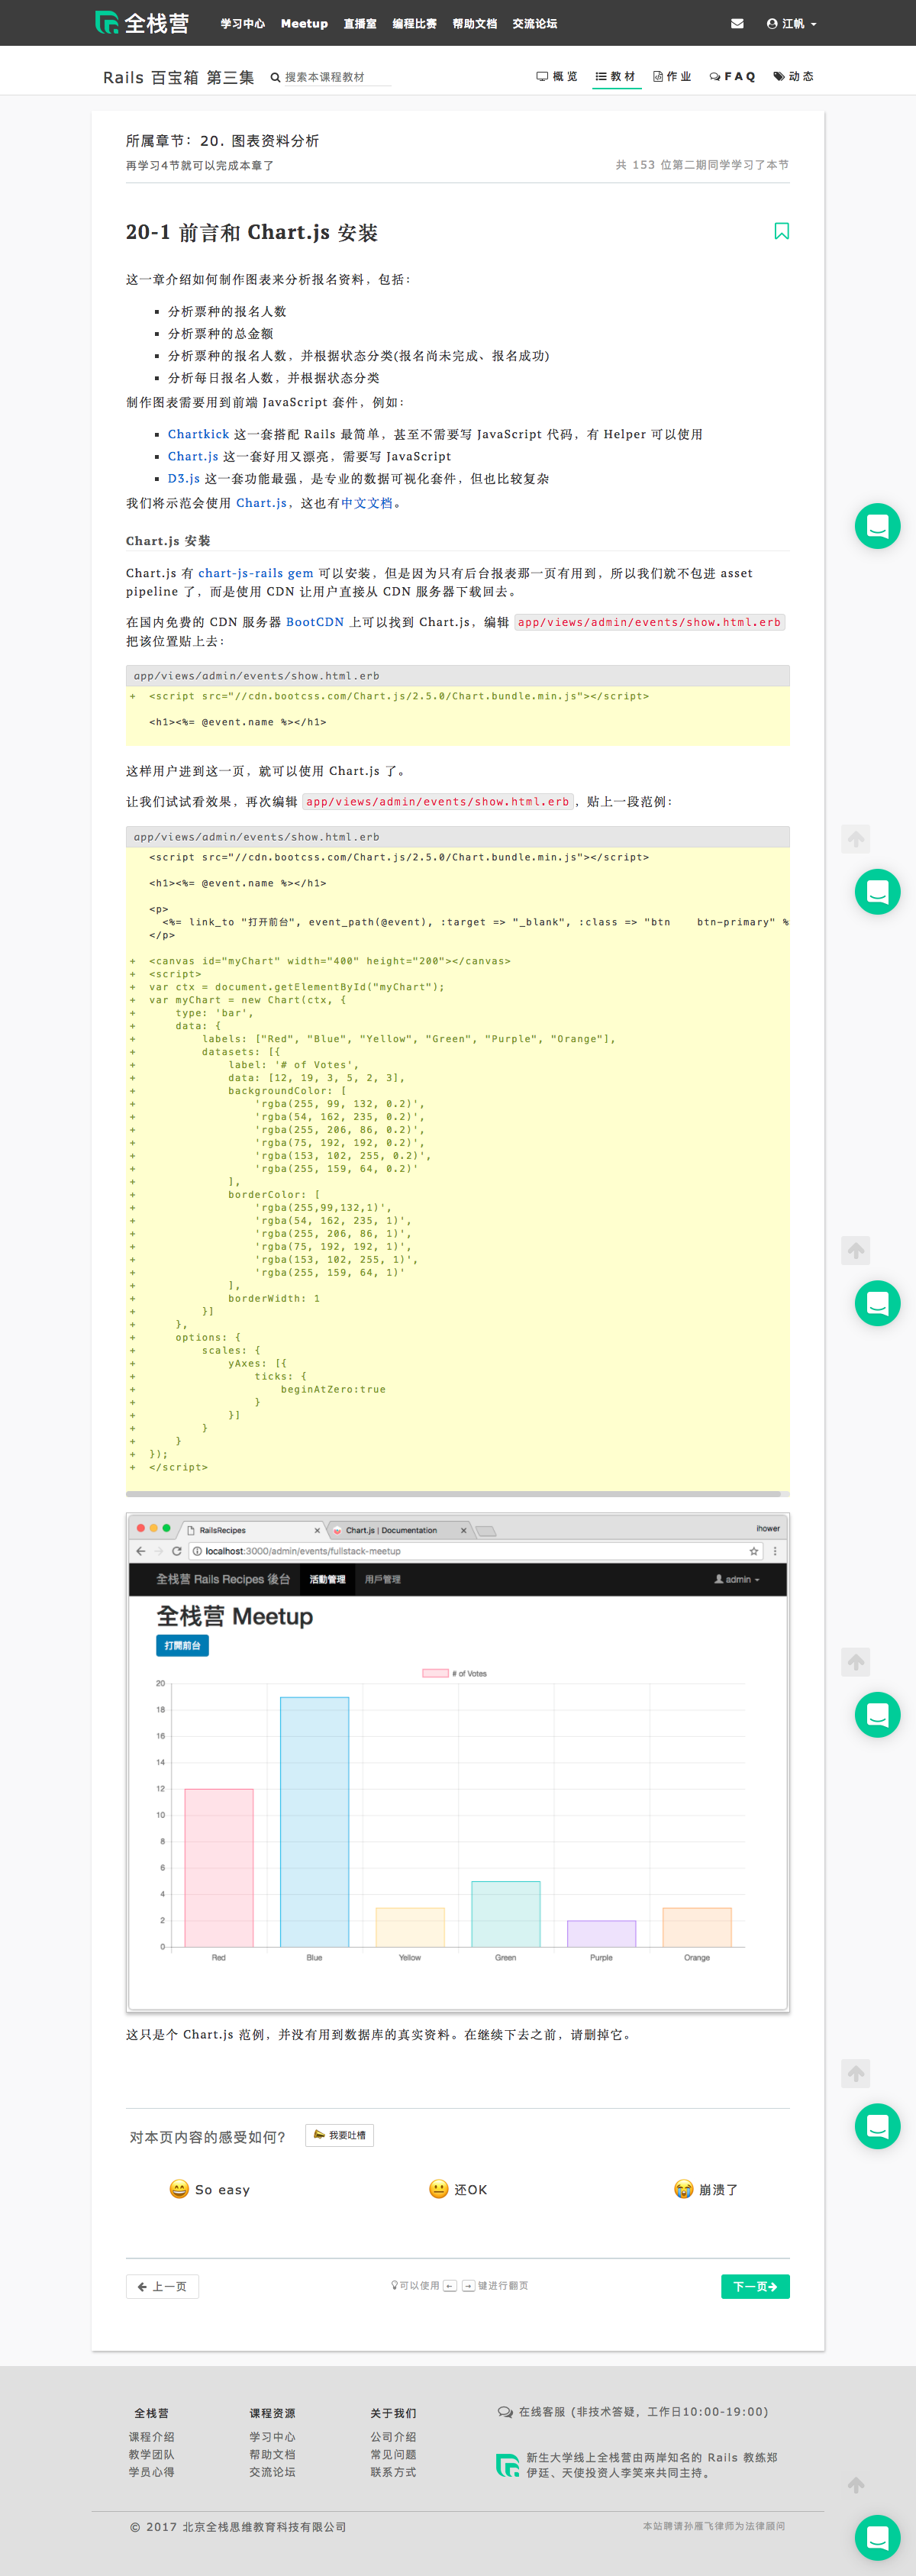 全栈营 学习中心 Meetup 直播室 编程比赛 帮助文档 交流论坛 江帆
Rails 百宝箱 第三集 搜索本课程教材 概览 教材 作业 FAQ 动态
所属章节：20. 图表资料分析
再学习4节就可以完成本章了 共 153 位第二期同学学习了本节
20-1 前言和 Chart.js 安装
这一章介绍如何制作图表来分析报名资料，包括：
分析票种的报名人数
分析票种的总金额
分析票种的报名人数，并根据状态分类(报名尚未完成、报名成功)
分析每日报名人数，并根据状态分类
制作图表需要用到前端 JavaScript 套件，例如：
Chartkick 这一套搭配 Rails 最简单，甚至不需要写 JavaScript 代码，有 Helper 可以使用
Chart.js 这一套好用又漂亮，需要写 JavaScript
D3.js 这一套功能最强，是专业的数据可视化套件，但也比较复杂
我们将示范会使用 Chart.js，这也有中文文档。
Chart.js 安装
Chart.js 有 chart-js-rails gem 可以安装，但是因为只有后台报表那一页有用到，所以我们就不包进 asset
pipeline 了，而是使用 CDN 让用户直接从 CDN 服务器下载回去。
在国内免费的 CDN 服务器 BootCDN 上可以找到 Chart.js，编辑 app/views/admin/events/show.html.erb
把该位置贴上去：
app/views/admin/events/show.html.erb
+ <script src="//cdn.bootcss.com/Chart.js/2.5.0/Chart.bundle.min.js"></script>
<h1><%= @event.name %></h1>
这样用户进到这一页，就可以使用 Chart.js 了。
让我们试试看效果，再次编辑 app/views/admin/events/show.html.erb，贴上一段范例：
app/views/admin/events/show.html.erb
<script src="//cdn.bootcss.com/Chart.js/2.5.0/Chart.bundle.min.js"></script>
<h1><%= @event.name %></h1>
<p>
<%= link_to "打开前台", event_path(@event), :target => "_blank", :class => "btn    btn-primary" %
</p>
+ <canvas id="myChart" width="400" height="200"></canvas>
+ <script>
+ var ctx = document.getElementById("myChart");
+ var myChart = new Chart(ctx, {
+     type: 'bar',
+     data: {
+         labels: ["Red", "Blue", "Yellow", "Green", "Purple", "Orange"],
+         datasets: [{
+             label: '# of Votes',
+             data: [12, 19, 3, 5, 2, 3],
+             backgroundColor: [
+                 'rgba(255, 99, 132, 0.2)',
+                 'rgba(54, 162, 235, 0.2)',
+                 'rgba(255, 206, 86, 0.2)',
+                 'rgba(75, 192, 192, 0.2)',
+                 'rgba(153, 102, 255, 0.2)',
+                 'rgba(255, 159, 64, 0.2)'
+             ],
+             borderColor: [
+                 'rgba(255,99,132,1)',
+                 'rgba(54, 162, 235, 1)',
+                 'rgba(255, 206, 86, 1)',
+                 'rgba(75, 192, 192, 1)',
+                 'rgba(153, 102, 255, 1)',
+                 'rgba(255, 159, 64, 1)'
+             ],
+             borderWidth: 1
+         }]
+     },
+     options: {
+         scales: {
+             yAxes: [{
+                 ticks: {
+                     beginAtZero:true
+                 }
+             }]
+         }
+     }
+ });
+ </script>
RailsRecipes Chart.js | Documentation ihower
localhost:3000/admin/events/fullstack-meetup
全栈营 Rails Recipes 後台 活動管理 用戶管理 admin
全栈营 Meetup
打開前台
# of Votes
20
18
16
14
12
10
8
6
4
2
0
Red Blue Yellow Green Purple Orange
这只是个 Chart.js 范例，并没有用到数据库的真实资料。在继续下去之前，请删掉它。
对本页内容的感受如何? 我要吐槽
So easy 还OK 崩溃了
上一页 可以使用 ← → 键进行翻页 下一页
全栈营 课程资源 关于我们 在线客服 (非技术答疑，工作日10:00-19:00)
课程介绍 学习中心 公司介绍
教学团队 帮助文档 常见问题 新生大学线上全栈营由两岸知名的 Rails 教练郑
学员心得 交流论坛 联系方式 伊廷、天使投资人李笑来共同主持。
© 2017 北京全栈思维教育科技有限公司 本站聘请孙雁飞律师为法律顾问